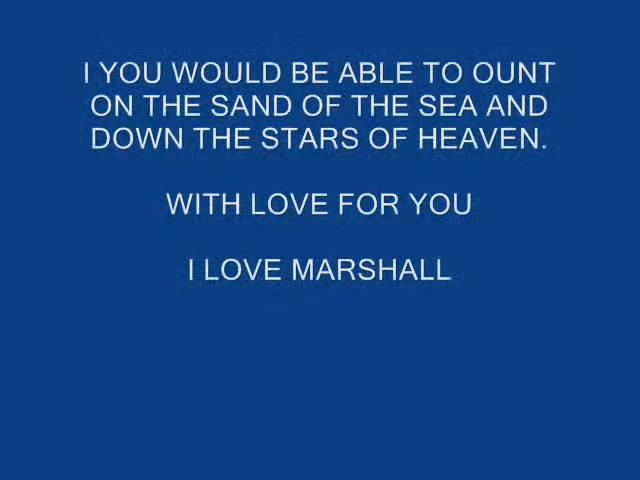 I YOU WOULD BE ABLE TO OUNT
ON THE SAND OF THE SEA AND
DOWN THE STARS OF HEAVEN.
WITH LOVE FOR YOU
I LOVE MARSHALL